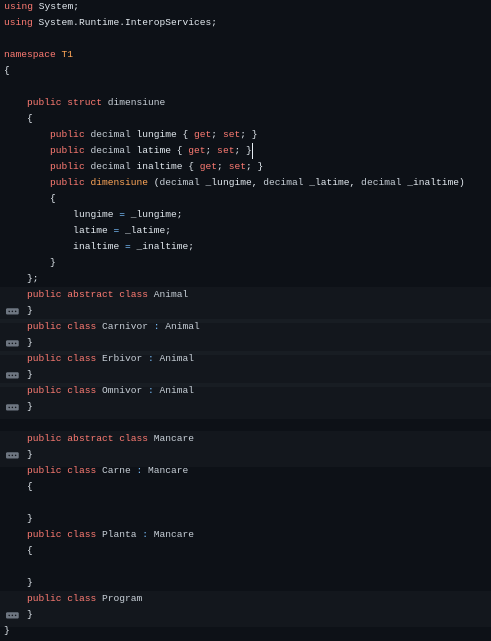 using System;
using System.Runtime.InteropServices;
namespace T1
{
public struct dimensiune
{
public decimal lungime { get; set; }
public decimal latime { get; set; }
public decimal inaltime { get; set; }
public dimensiune (decimal _lungime, decimal _latime, decimal _inaltime)
{
lungime = _lungime;
latime = _latime;
inaltime = _inaltime;
}
};
public abstract class Animal
}
public class Carnivor : Animal
}
public class Erbivor : Animal
}
public class Omnivor : Animal
}
public abstract class Mancare
}
public class Carne : Mancare
{
}
public class Planta : Mancare
{
}
public class Program
}
}